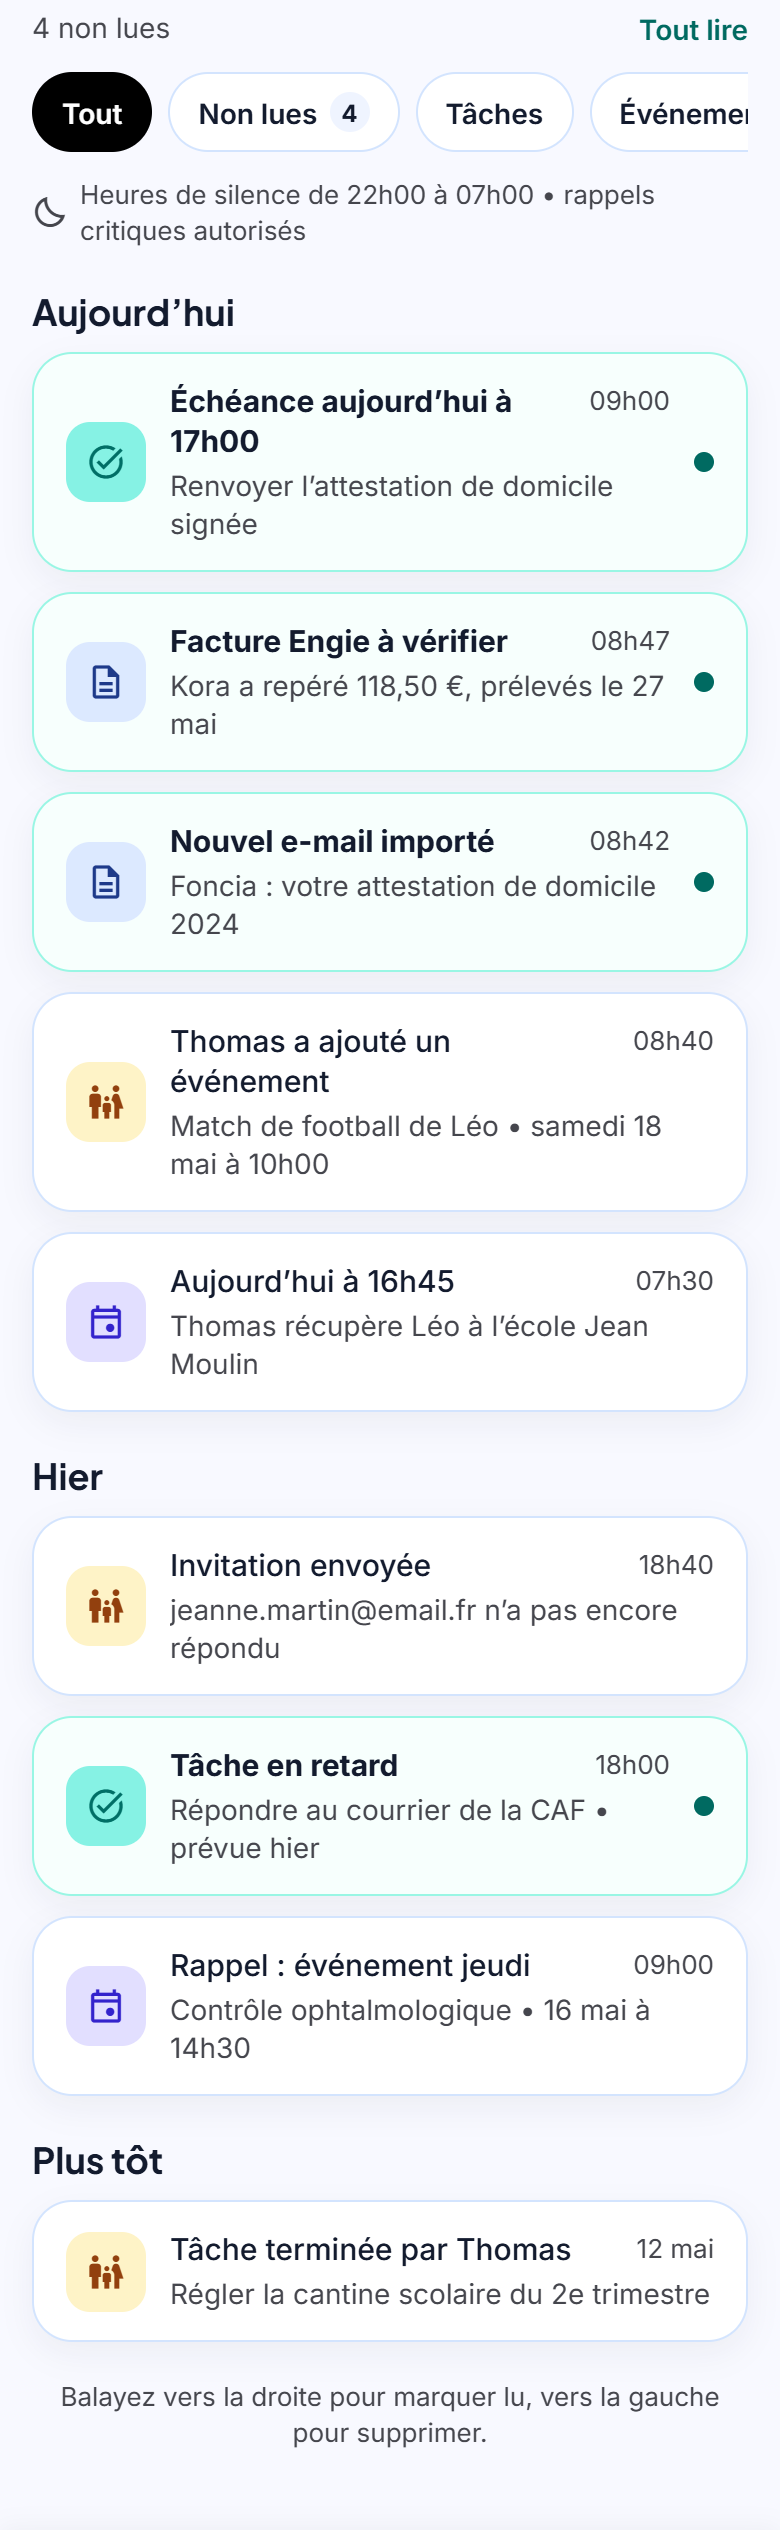 4 non lues
Tout lire
Tout
Non lues 4
Tâches
Événemer
Heures de silence de 22h00 à 07h00 • rappels
critiques autorisés
Aujourd’hui
Échéance aujourd’hui à
17h00
09h00
Renvoyer l’attestation de domicile
signée
Facture Engie à vérifier
08h47
Kora a repéré 118,50 €, prélevés le 27
mai
Nouvel e-mail importé
08h42
Foncia : votre attestation de domicile
2024
Thomas a ajouté un
événement
08h40
Match de football de Léo • samedi 18
mai à 10h00
Aujourd’hui à 16h45
07h30
Thomas récupère Léo à l’école Jean
Moulin
Hier
Invitation envoyée
18h40
jeanne.martin@email.fr n’a pas encore
répondu
Tâche en retard
18h00
Répondre au courrier de la CAF •
prévue hier
Rappel : événement jeudi
09h00
Contrôle ophtalmologique • 16 mai à
14h30
Plus tôt
Tâche terminée par Thomas
12 mai
Régler la cantine scolaire du 2e trimestre
Balayez vers la droite pour marquer lu, vers la gauche
pour supprimer.